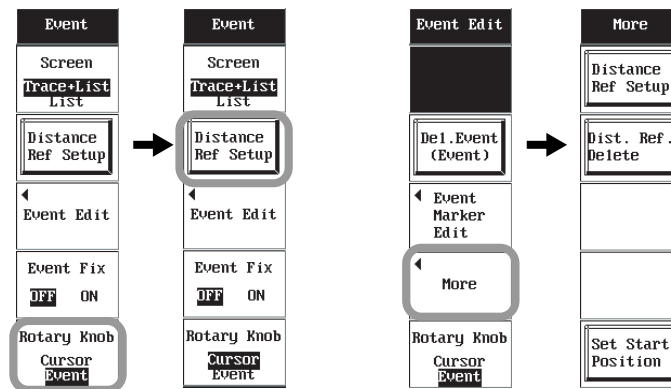 Event
Screen
Trace+List
List
Distance
Ref Setup
Event Edit
Event Fix
OFF ON
Rotary Knob
Cursor
Event
Event
Screen
Trace+List
List
Distance
Ref Setup
Event Edit
Event Fix
OFF ON
Rotary Knob
Cursor
Event
Event Edit
Del.Event
(Event)
Event
Marker
Edit
More
Rotary Knob
Cursor
Event
More
Distance
Ref Setup
Dist. Ref.
Delete
Set Start
Position